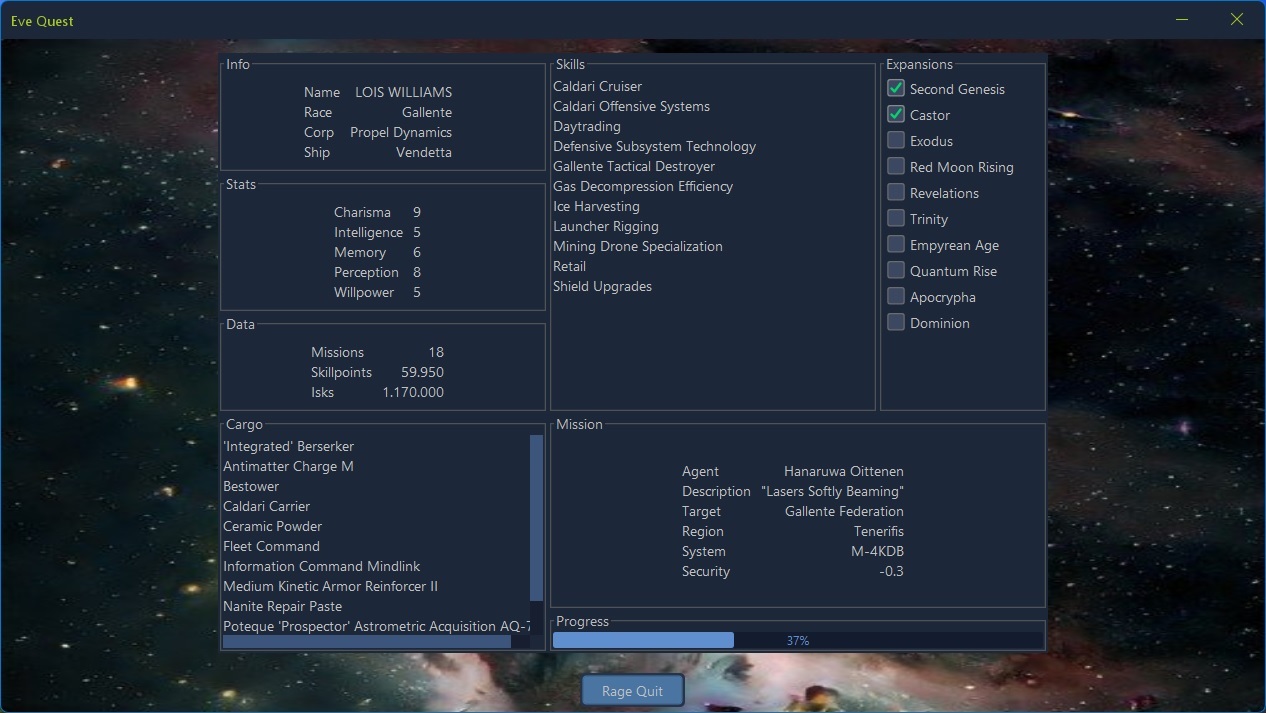 Eve Quest
Info
Name LOIS WILLIAMS
Race Gallente
Corp Propel Dynamics
Ship Vendetta
Stats
Charisma 9
Intelligence 5
Memory 6
Perception 8
Willpower 5
Data
Missions 18
Skillpoints 59.950
Isks 1.170.000
Skills
Caldari Cruiser
Caldari Offensive Systems
Daytrading
Defensive Subsystem Technology
Gallente Tactical Destroyer
Gas Decompression Efficiency
Ice Harvesting
Launcher Rigging
Mining Drone Specialization
Retail
Shield Upgrades
Expansions
Second Genesis
Castor
Exodus
Red Moon Rising
Revelations
Trinity
Empyrean Age
Quantum Rise
Apocrypha
Dominion
Cargo
'Integrated' Berserker
Antimatter Charge M
Bestower
Caldari Carrier
Ceramic Powder
Fleet Command
Information Command Mindlink
Medium Kinetic Armor Reinforcer II
Nanite Repair Paste
Poteque 'Prospector' Astrometric Acquisition AQ-7
Mission
Agent Hanaruwa Oittenen
Description "Lasers Softly Beaming"
Target Gallente Federation
Region Tenerifis
System M-4KDB
Security -0.3
Progress
37%
Rage Quit